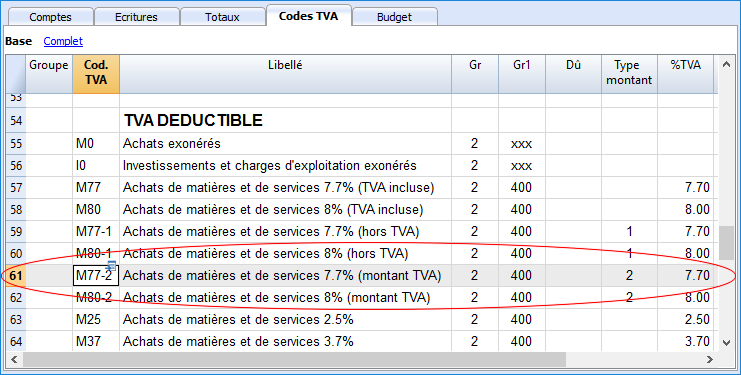 Comptes Ecritures Totaux Codes TVA Budget
Base Complet
Groupe Cod. TVA Libellé Gr Gr1 Dû Type montant %TVA
53
54 TVA DEDUCTIBLE
55 M0 Achats exonérés 2 xxx
56 I0 Investissements et charges d'exploitation exonérés 2 xxx
57 M77 Achats de matières et de services 7.7% (TVA incluse) 2 400 7.70
58 M80 Achats de matières et de services 8% (TVA incluse) 2 400 8.00
59 M77-1 Achats de matières et de services 7.7% (hors TVA) 2 400 1 7.70
60 M80-1 Achats de matières et de services 8% (hors TVA) 2 400 1 8.00
61 M77-2 Achats de matières et de services 7.7% (montant TVA) 2 400 2 7.70
62 M80-2 Achats de matières et de services 8% (montant TVA) 2 400 2 8.00
63 M25 Achats de matières et de services 2.5% 2 400 2.50
64 M37 Achats de matières et de services 3.7% 2 400 3.70